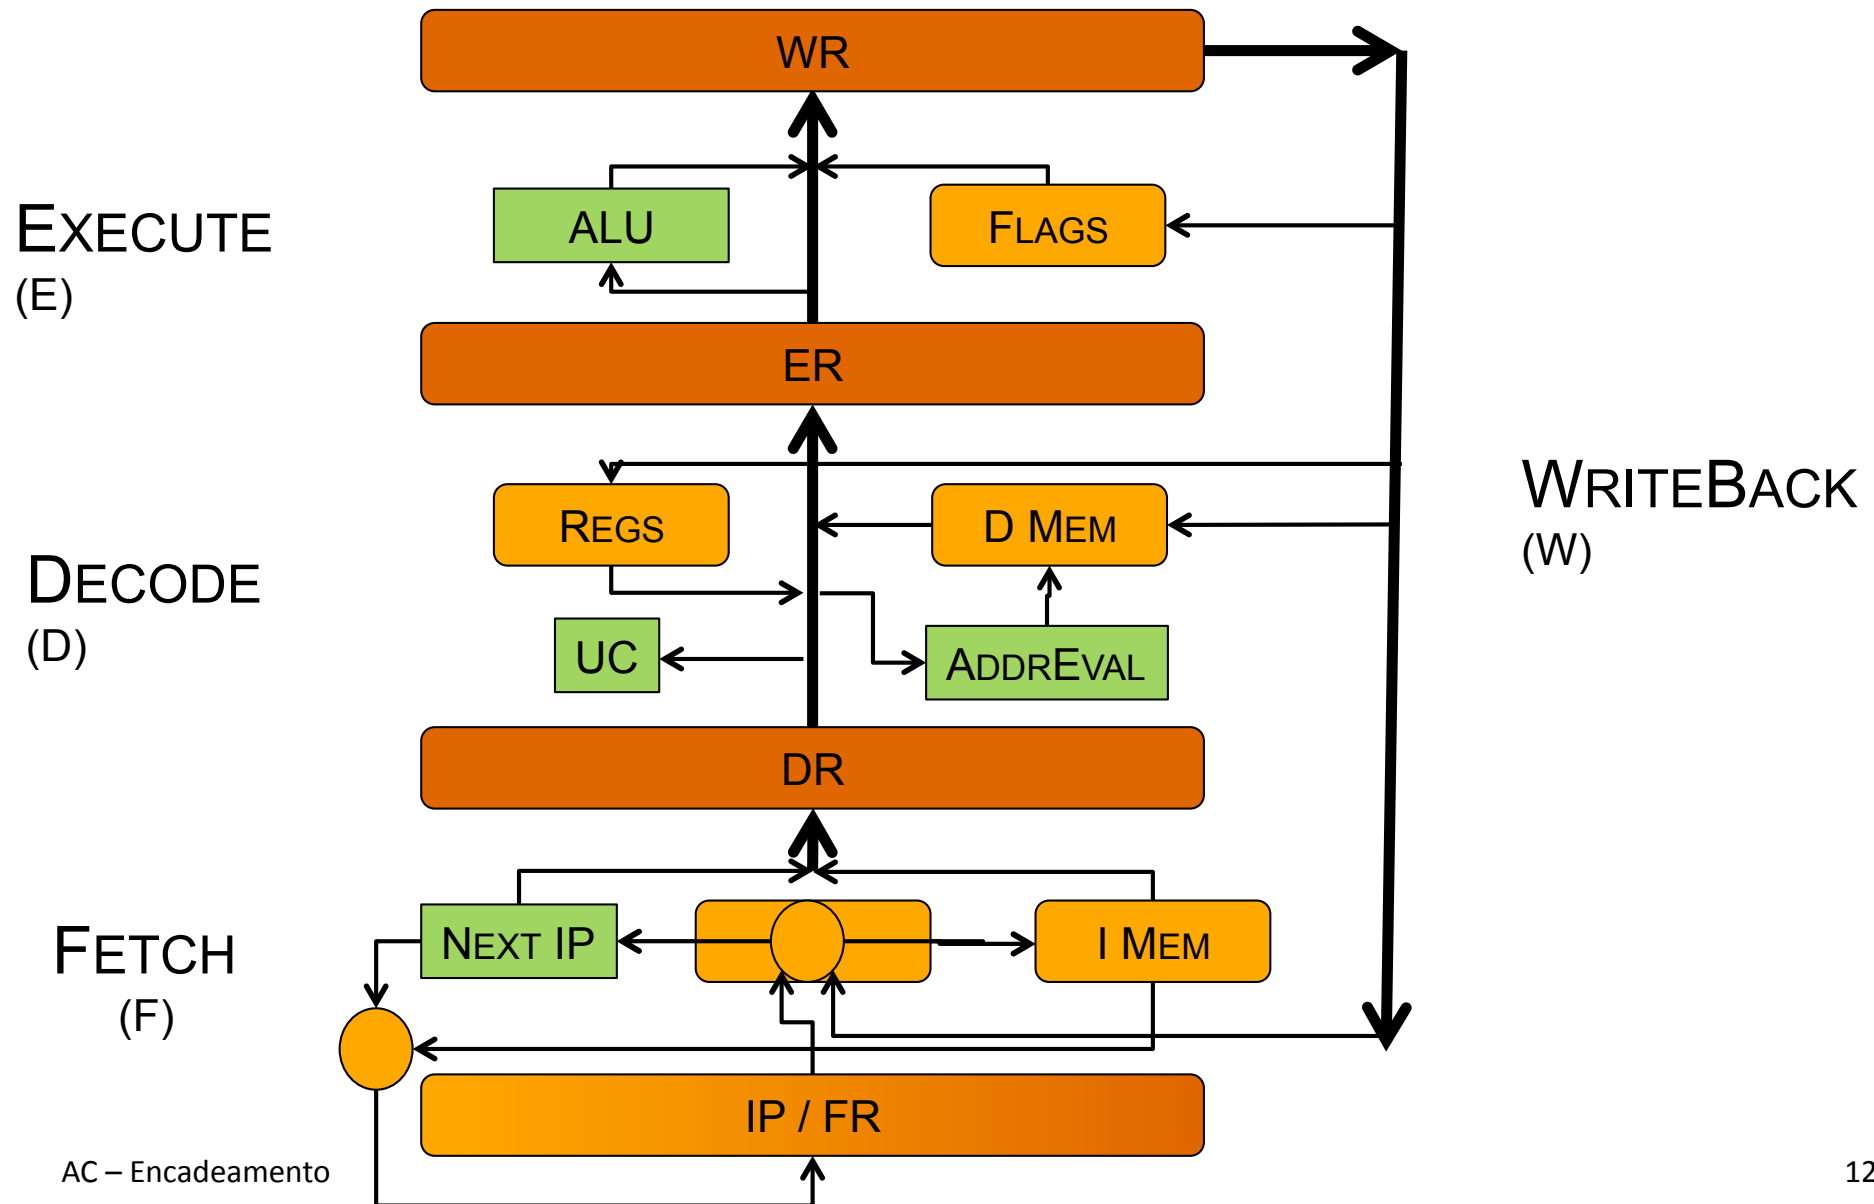 WR
EXECUTE
(E)
ALU
FLAGS
ER
REGS
D MEM
WRITEBACK
(W)
DECODE
(D)
UC
ADDREVAL
DR
FETCH
(F)
NEXT IP
I MEM
IP / FR
AC – Encadeamento
12